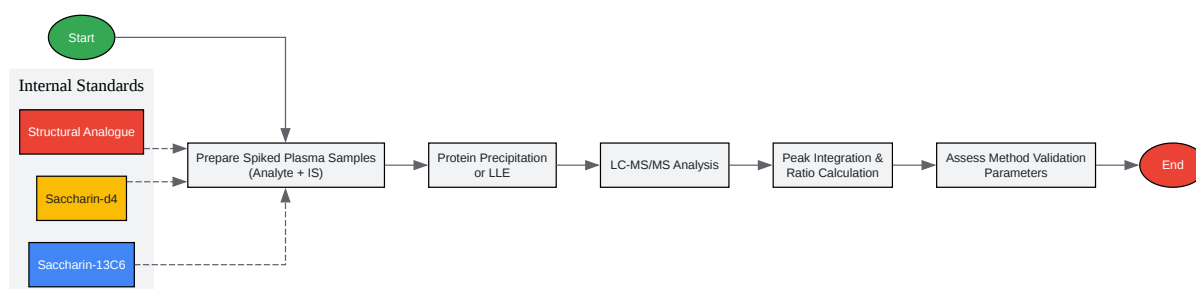 Start
Internal Standards
Structural Analogue
Saccharin-d4
Saccharin-13C6
Prepare Spiked Plasma Samples
(Analyte + IS)
Protein Precipitation
or LLE
LC-MS/MS Analysis
Peak Integration &
Ratio Calculation
Assess Method Validation
Parameters
End